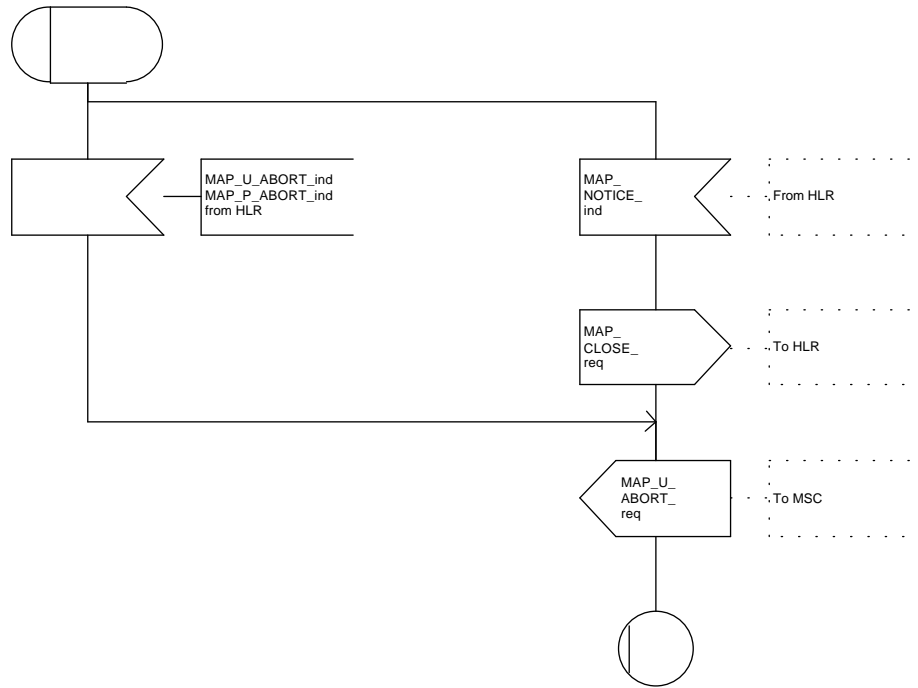 MAP_U_ABORT_ind
MAP_P_ABORT_ind
from HLR
MAP_
NOTICE_
ind
From HLR
MAP_
CLOSE_
req
To HLR
MAP_U_
ABORT_
req
To MSC